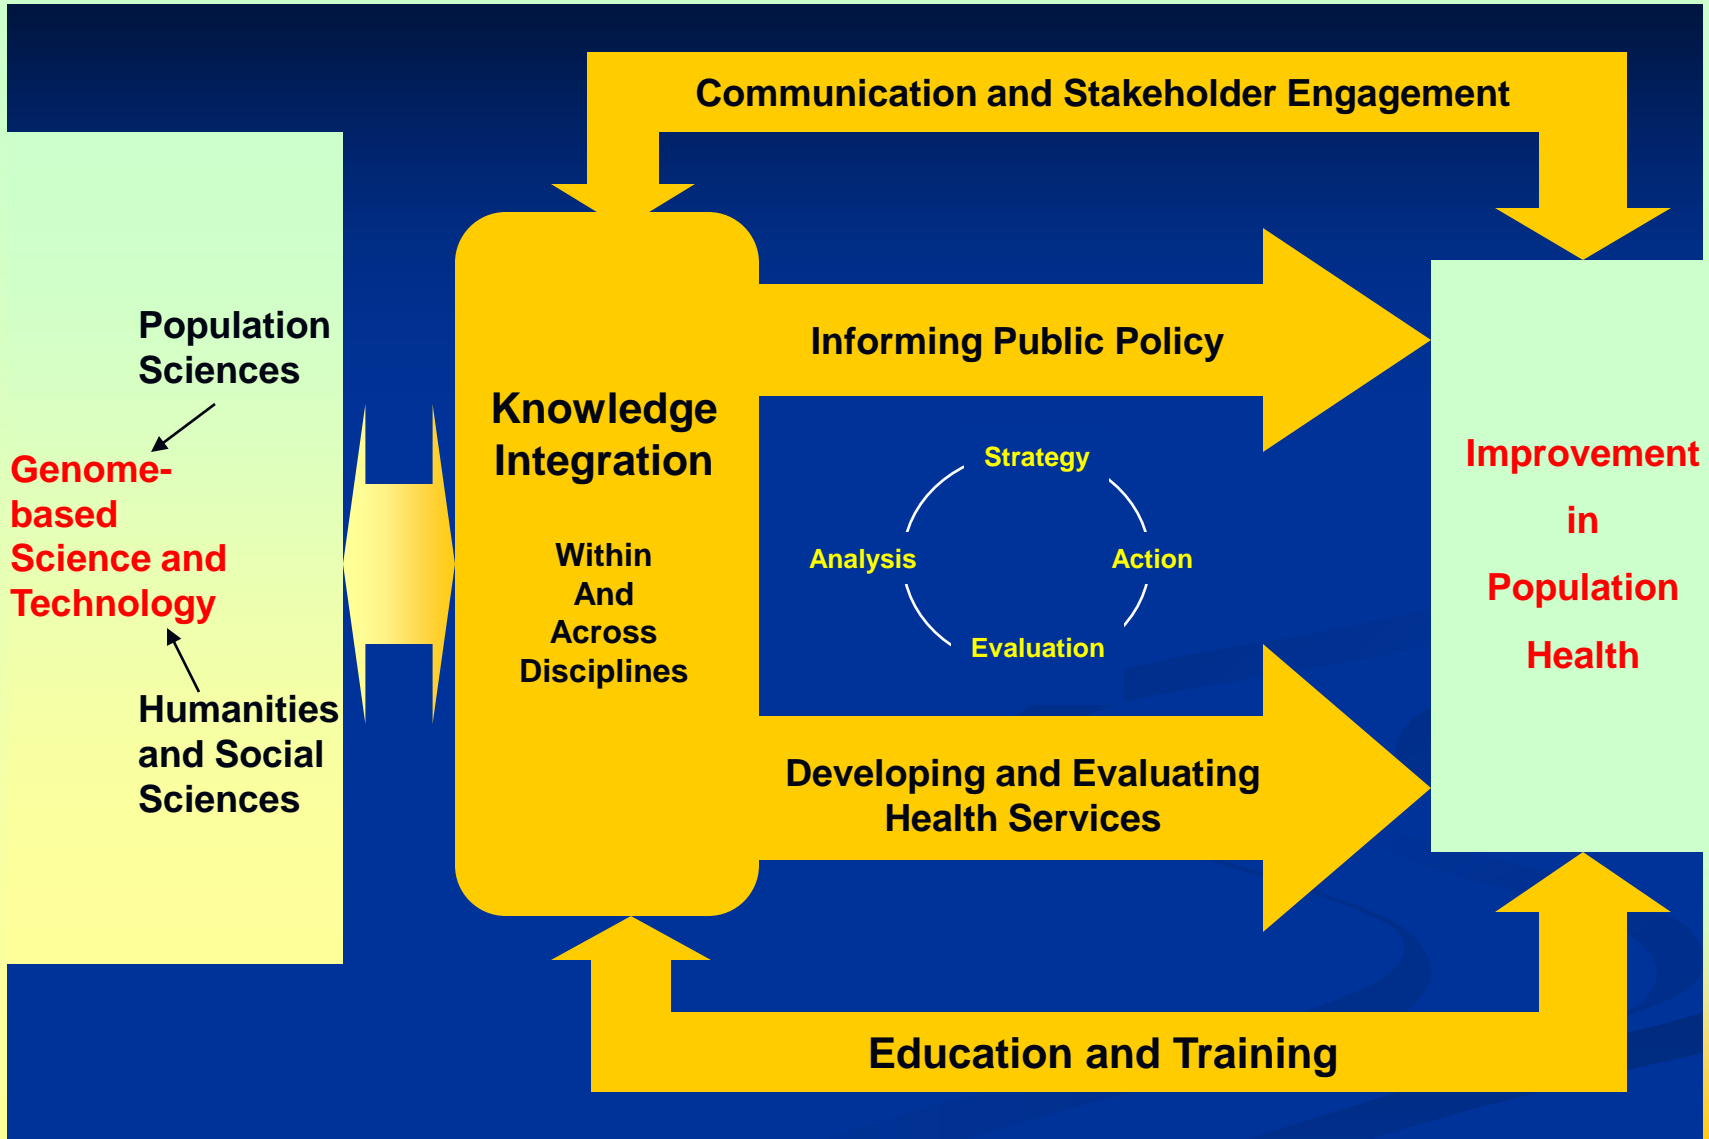 Communication and Stakeholder Engagement
Population
Sciences
Genome-
based
Science and
Technology
Humanities
and Social
Sciences
Knowledge
Integration
Within
And
Across
Disciplines
Informing Public Policy
Strategy
Analysis
Action
Evaluation
Developing and Evaluating
Health Services
Improvement
in
Population
Health
Education and Training